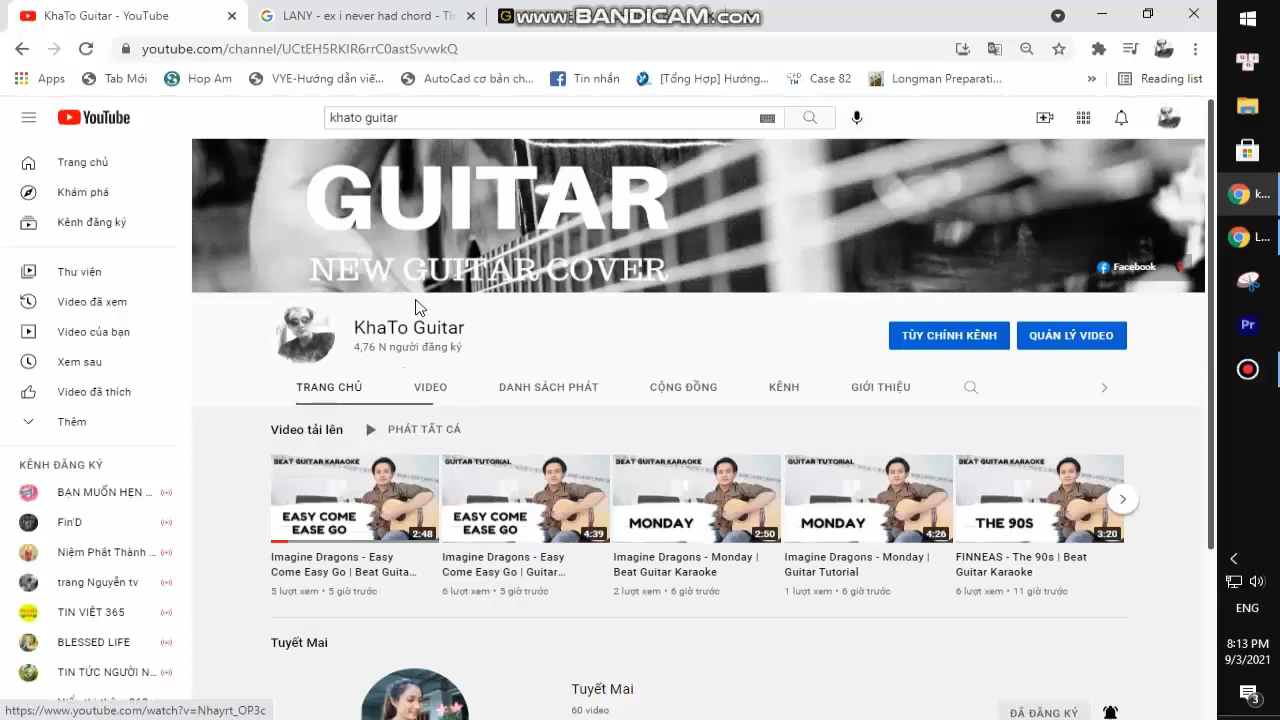 KhaTo Guitar - YouTube
LANY - ex i never had chord - Ti
www.BANDICAM.com
youtube.com/channel/UCtEH5RKIR6rrC0astSvvwkQ
Apps
Tab Mới
Hop Am
VYE-Hướng dẫn viế...
AutoCad cơ bản ch...
Tin nhắn
[Tổng Hợp] Hướng...
Case 82
Longman Preparati...
»
Reading list
YouTube
khato guitar
Trang chủ
Khám phá
Kênh đăng ký
Thư viện
Video đã xem
Video của bạn
Xem sau
Video đã thích
Thêm
KÊNH ĐĂNG KÝ
BẠN MUỐN HẸN ...
Fin'D
Niệm Phật Thành ...
trang Nguyễn tv
TIN VIỆT 365
BLESSED LIFE
TIN TỨC NGƯỜI N...
https://www.youtube.com/watch?v=Nhayrt_OP3c
GUITAR
NEW GUITAR COVER
Facebook
KhaTo Guitar
4,76 N người đăng ký
TÙY CHỈNH KÊNH
QUẢN LÝ VIDEO
TRANG CHỦ
VIDEO
DANH SÁCH PHÁT
CỘNG ĐỒNG
KÊNH
GIỚI THIỆU
Video tải lên
PHÁT TẤT CẢ
BEAT GUITAR KARAOKE
EASY COME
EASE GO
2:48
Imagine Dragons - Easy
Come Easy Go | Beat Guita...
5 lượt xem • 5 giờ trước
GUITAR TUTORIAL
EASY COME
EASE GO
4:39
Imagine Dragons - Easy
Come Easy Go | Guitar...
6 lượt xem • 5 giờ trước
BEAT GUITAR KARAOKE
MONDAY
2:50
Imagine Dragons - Monday |
Beat Guitar Karaoke
2 lượt xem • 6 giờ trước
GUITAR TUTORIAL
MONDAY
4:26
Imagine Dragons - Monday |
Guitar Tutorial
1 lượt xem • 6 giờ trước
BEAT GUITAR KARAOKE
THE 90S
3:20
FINNEAS - The 90s | Beat
Guitar Karaoke
6 lượt xem • 11 giờ trước
Tuyết Mai
Tuyết Mai
60 video
ĐÃ ĐĂNG KÝ
k...
L...
Pr
ENG
8:13 PM
9/3/2021
3